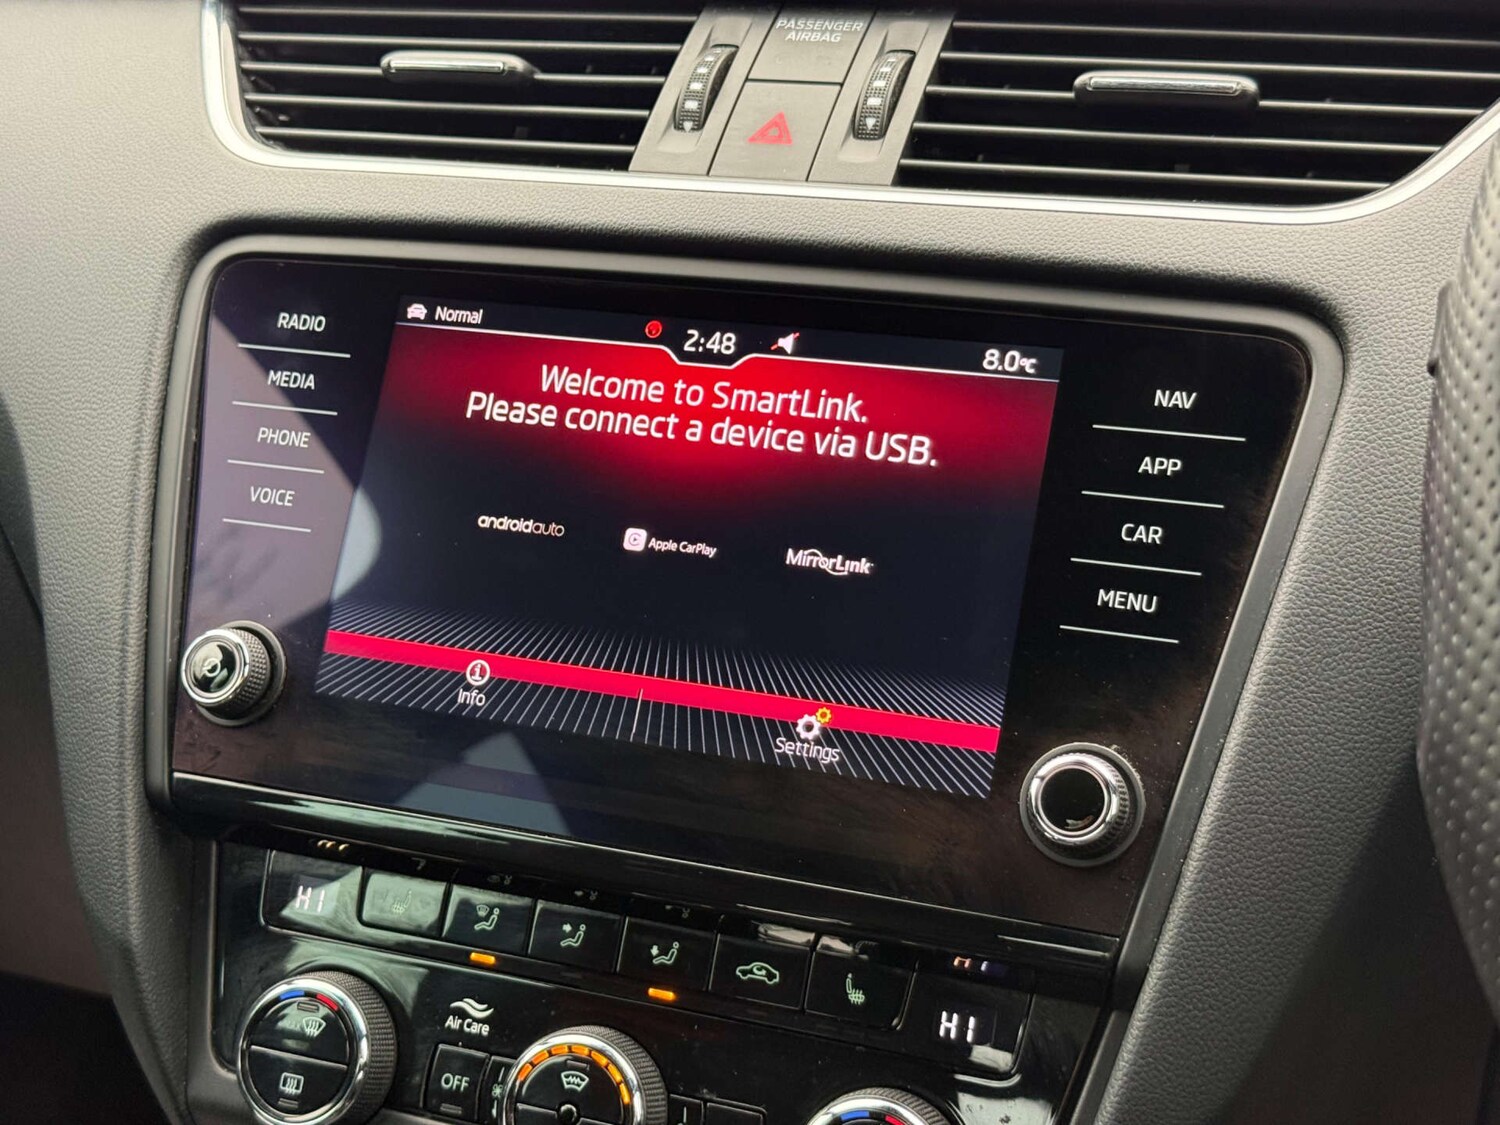 PASSENGER
AIRBAG
RADIO
MEDIA
PHONE
VOICE
Normal
2:48
8.0°C
Welcome to SmartLink.
Please connect a device via USB.
androidauto
Apple CarPlay
MirrorLink
Info
Settings
NAV
APP
CAR
MENU
HI
HI
Air Care
OFF